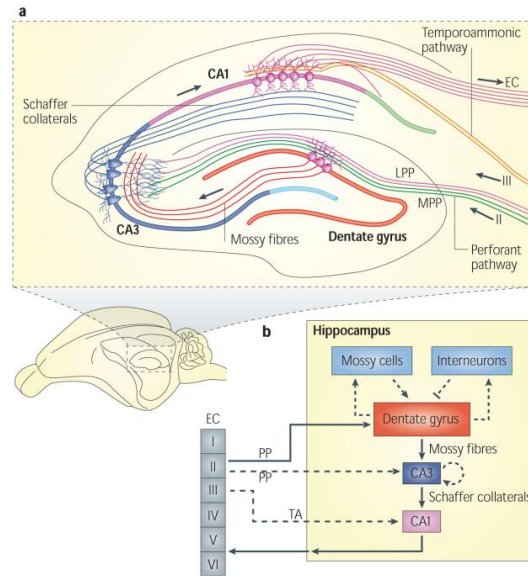 a
Temporoammonic
pathway
CA1
EC
Schaffer
collaterals
LPP
III
MPP
II
CA3
Mossy fibres
Dentate gyrus
Perforant
pathway
b
Hippocampus
Mossy cells
Interneurons
EC
Dentate gyrus
I
PP
Mossy fibres
II
PP
CA3
III
Schaffer collaterals
IV
TA
CA1
V
VI